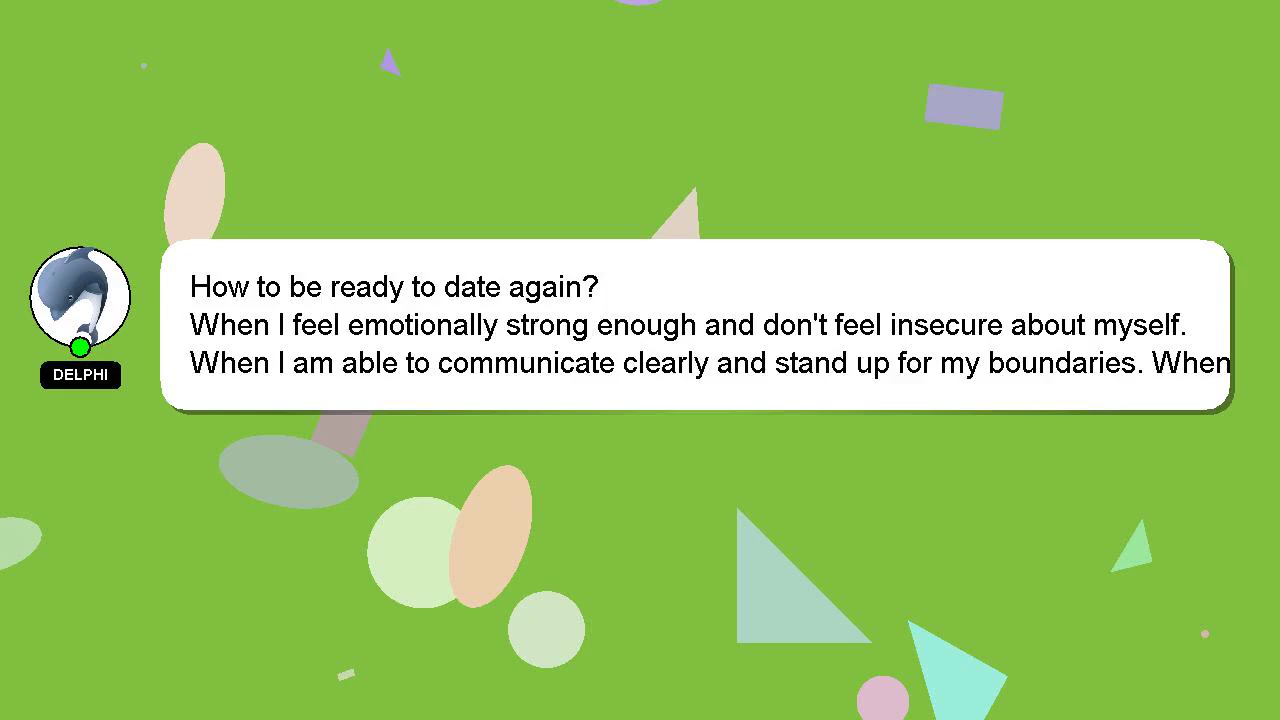 How to be ready to date again?
When I feel emotionally strong enough and don't feel insecure about myself.
When I am able to communicate clearly and stand up for my boundaries. When
DELPHI